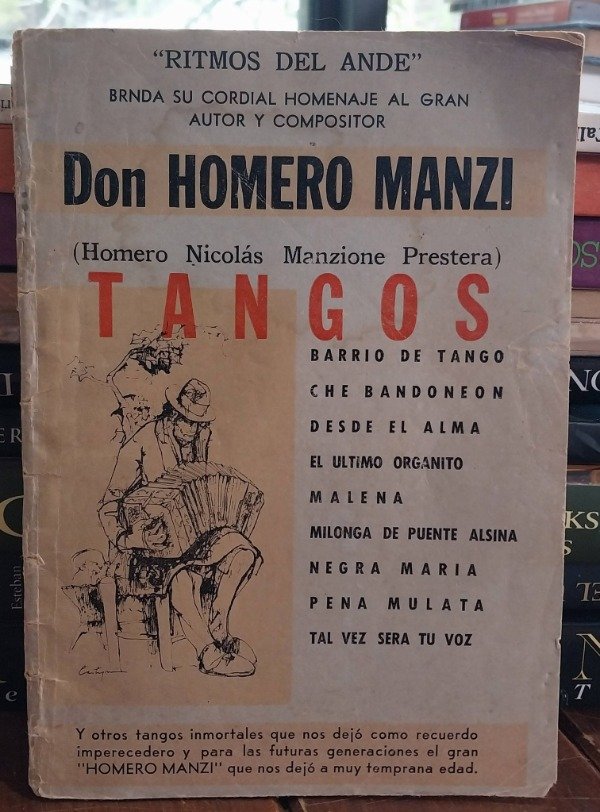 "RITMOS DEL ANDE"
BRNDA SU CORDIAL HOMENAJE AL GRAN
AUTOR Y COMPOSITOR
Don HOMERO MANZI
(Homero Nicolás Manzione Prestera)
TANGOS
BARRIO DE TANGO
CHE BANDONEON
DESDE EL ALMA
EL ULTIMO ORGANITO
MALENA
MILONGA DE PUENTE ALSINA
NEGRA MARIA
PENA MULATA
TAL VEZ SERA TU VOZ
Y otros tangos inmortales que nos dejó como recuerdo
imperecedero y para las futuras generaciones el gran
"HOMERO MANZI" que nos dejó a muy temprana edad.
Esteban